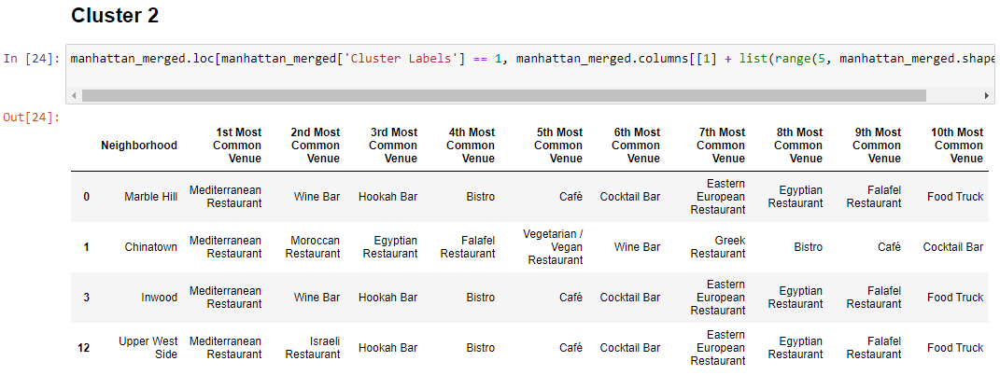 Cluster 2
In [24]: manhattan_merged.loc[manhattan_merged['Cluster Labels'] == 1, manhattan_merged.columns[[1] + list(range(5, manhattan_merged.shape
Out[24]:
Neighborhood 1st Most Common Venue 2nd Most Common Venue 3rd Most Common Venue 4th Most Common Venue 5th Most Common Venue 6th Most Common Venue 7th Most Common Venue 8th Most Common Venue 9th Most Common Venue 10th Most Common Venue
0 Marble Hill Mediterranean Restaurant Wine Bar Hookah Bar Bistro Café Cocktail Bar Eastern European Restaurant Egyptian Restaurant Falafel Restaurant Food Truck
1 Chinatown Mediterranean Restaurant Moroccan Restaurant Egyptian Restaurant Falafel Restaurant Vegetarian / Vegan Restaurant Wine Bar Greek Restaurant Bistro Café Cocktail Bar
3 Inwood Mediterranean Restaurant Wine Bar Hookah Bar Bistro Café Cocktail Bar Eastern European Restaurant Egyptian Restaurant Falafel Restaurant Food Truck
12 Upper West Side Mediterranean Restaurant Israeli Restaurant Hookah Bar Bistro Café Cocktail Bar Eastern European Restaurant Egyptian Restaurant Falafel Restaurant Food Truck